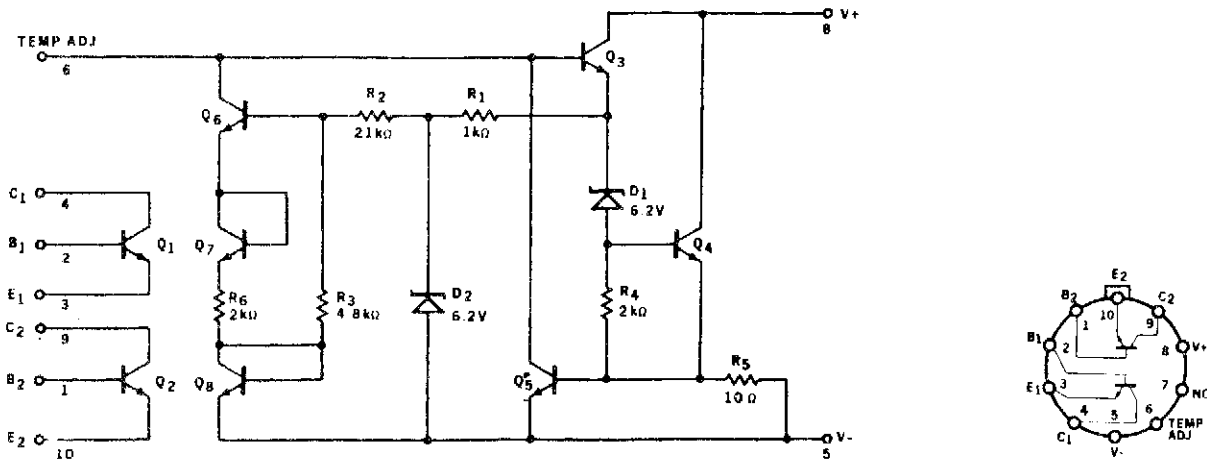 V+
8
TEMP ADJ
6
Q3
R2
21kΩ
R1
1kΩ
Q6
C1
4
B1
2
Q1
E1
3
Q7
D1
6.2V
Q4
R6
2kΩ
R3
4.8kΩ
D2
6.2V
R4
2kΩ
C2
9
B2
1
Q2
E2
10
Q8
Q5
R5
10Ω
V-
5
E2
B2
C2
10
1
9
B1
2
8
V+
E1
3
7
NC
4
5
6
C1
TEMP
ADJ
V-